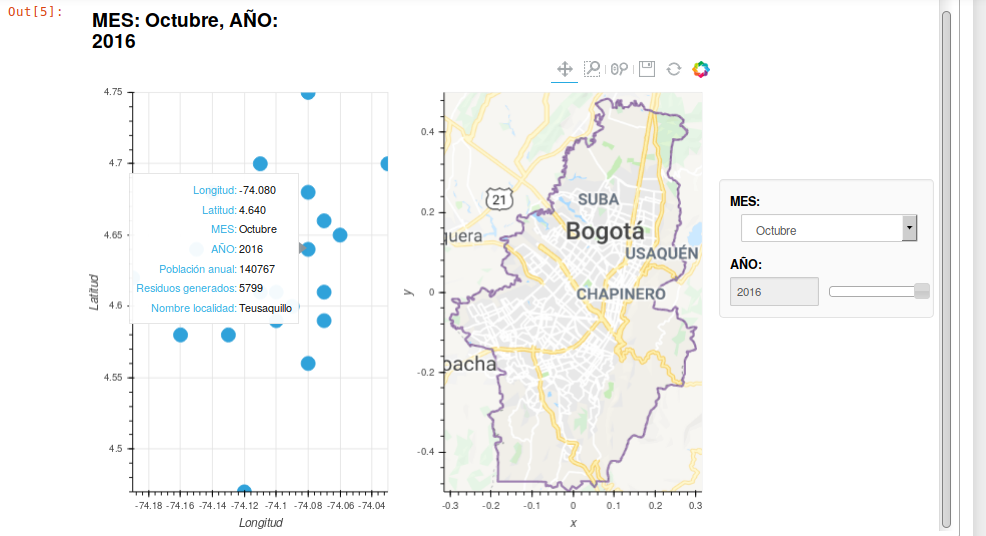 Out[5]:
MES: Octubre, AÑO:
2016
4.75
4.7
4.65
4.6
4.55
4.5
Latitud
-74.18 -74.16 -74.14 -74.12 -74.1 -74.08 -74.06 -74.04
Longitud
Longitud: -74.080
Latitud: 4.640
MES: Octubre
AÑO: 2016
Población anual: 140767
Residuos generados: 5799
Nombre localidad: Teusaquillo
0.4
0.2
0
-0.2
-0.4
y
-0.3 -0.2 -0.1 0 0.1 0.2 0.3
x
21
SUBA
Bogotá
uera
USAQUÉN
CHAPINERO
pacha
MES:
Octubre
AÑO:
2016